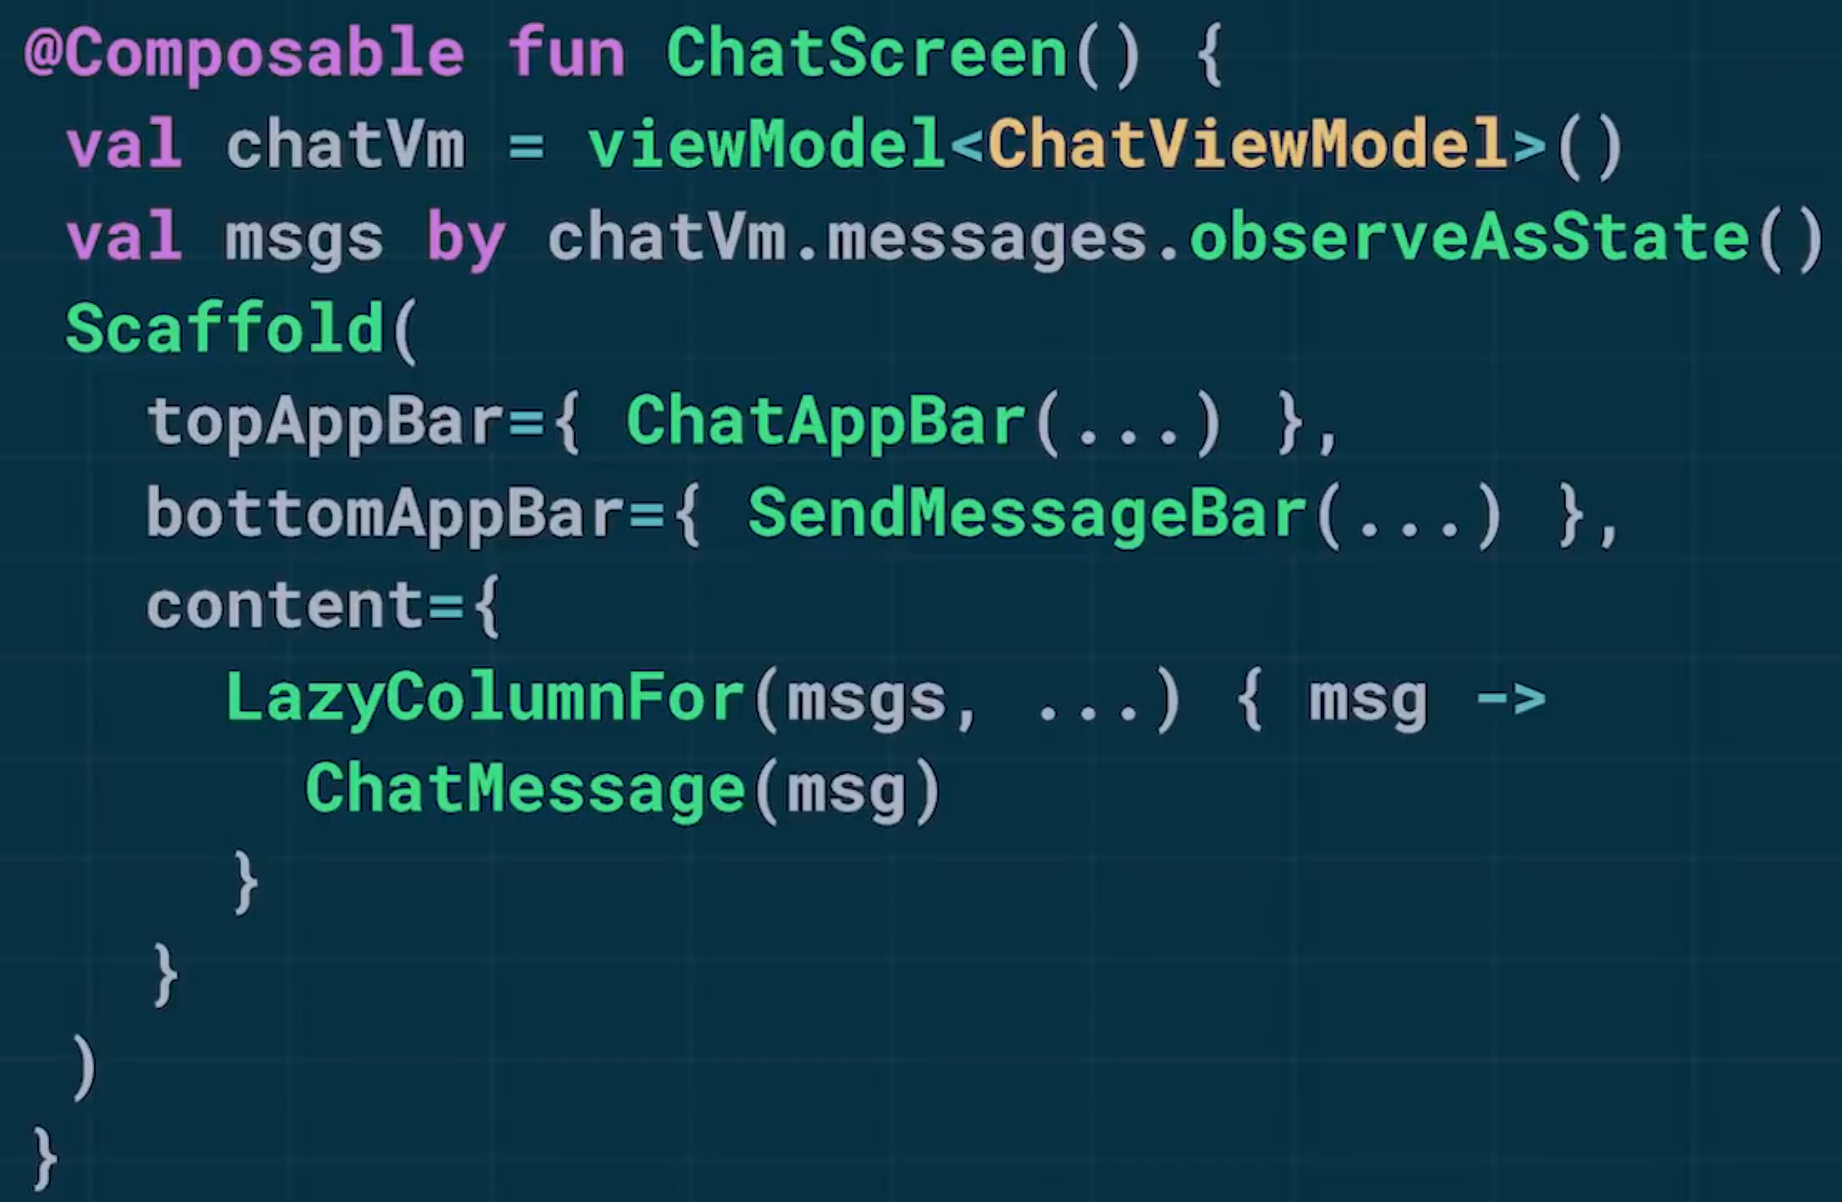 @Composable fun ChatScreen() {
 val chatVm = viewModel<ChatViewModel>()
 val msgs by chatVm.messages.observeAsState()
 Scaffold(
   topAppBar={ ChatAppBar(...) },
   bottomAppBar={ SendMessageBar(...) },
   content={
     LazyColumnFor(msgs, ...) { msg ->
       ChatMessage(msg)
     }
   }
 )
}